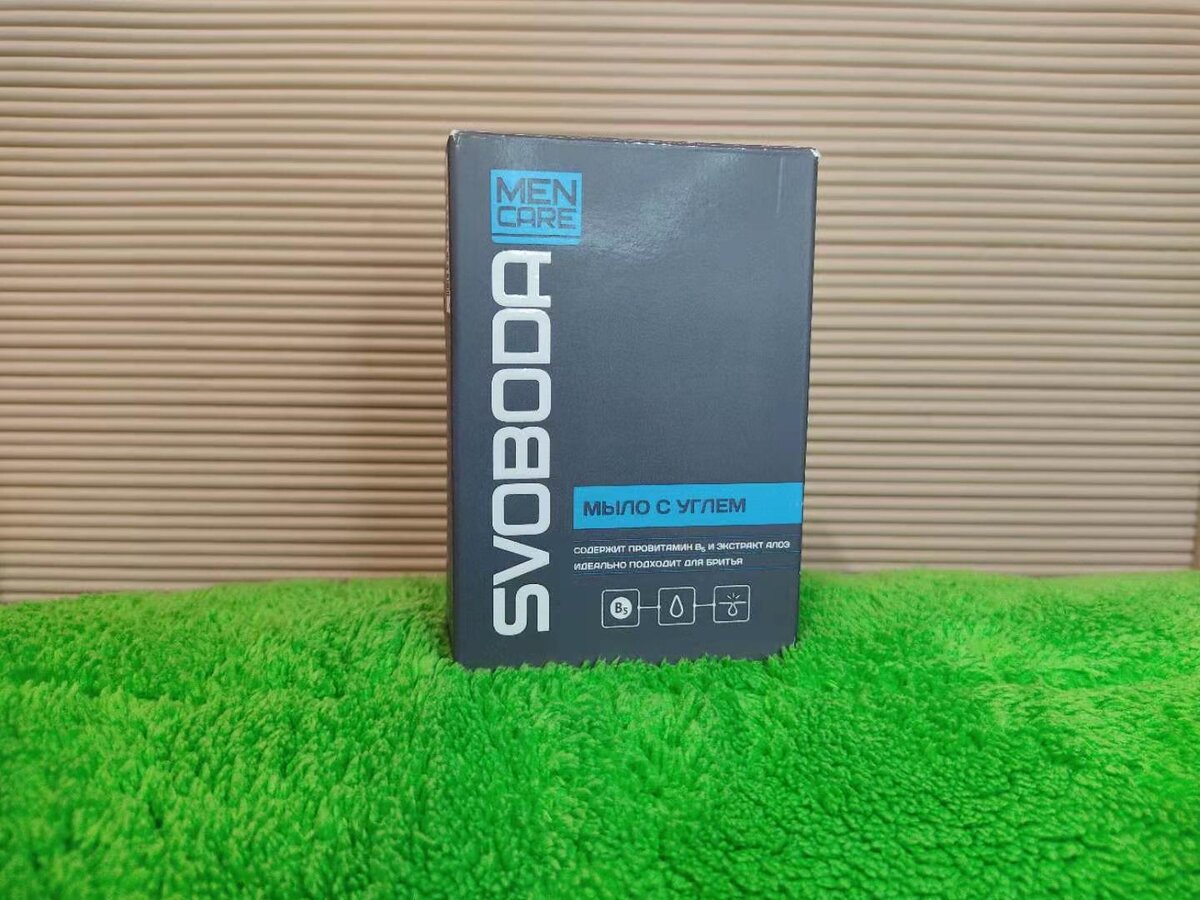 MEN
CARE
SVOBODA
МЫЛО С УГЛЕМ
СОДЕРЖИТ ПРОВИТАМИН B₅ И ЭКСТРАКТ АЛОЭ
ИДЕАЛЬНО ПОДХОДИТ ДЛЯ БРИТЬЯ
B₅